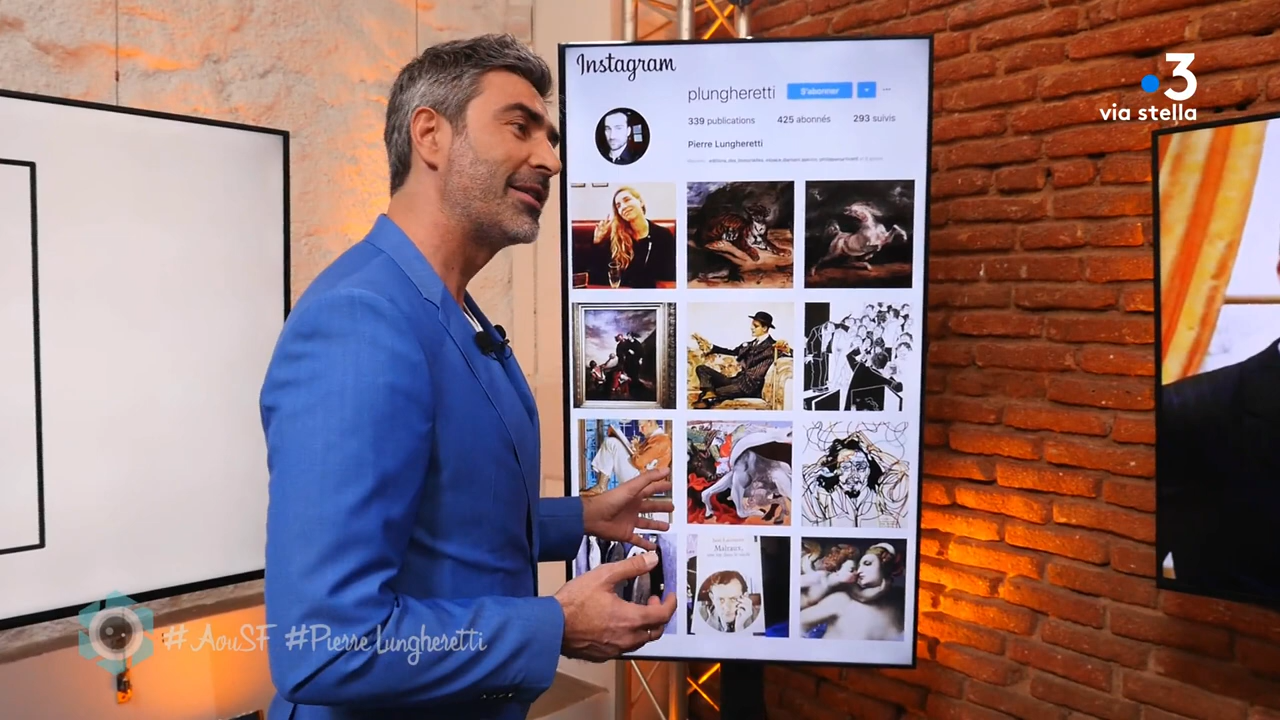 Instagram
plungheretti
S'abonner
339 publications 425 abonnés 293 suivis
Pierre Lungheretti
3
via stella
Malraux,
#AouSF #Pierre Lungheretti